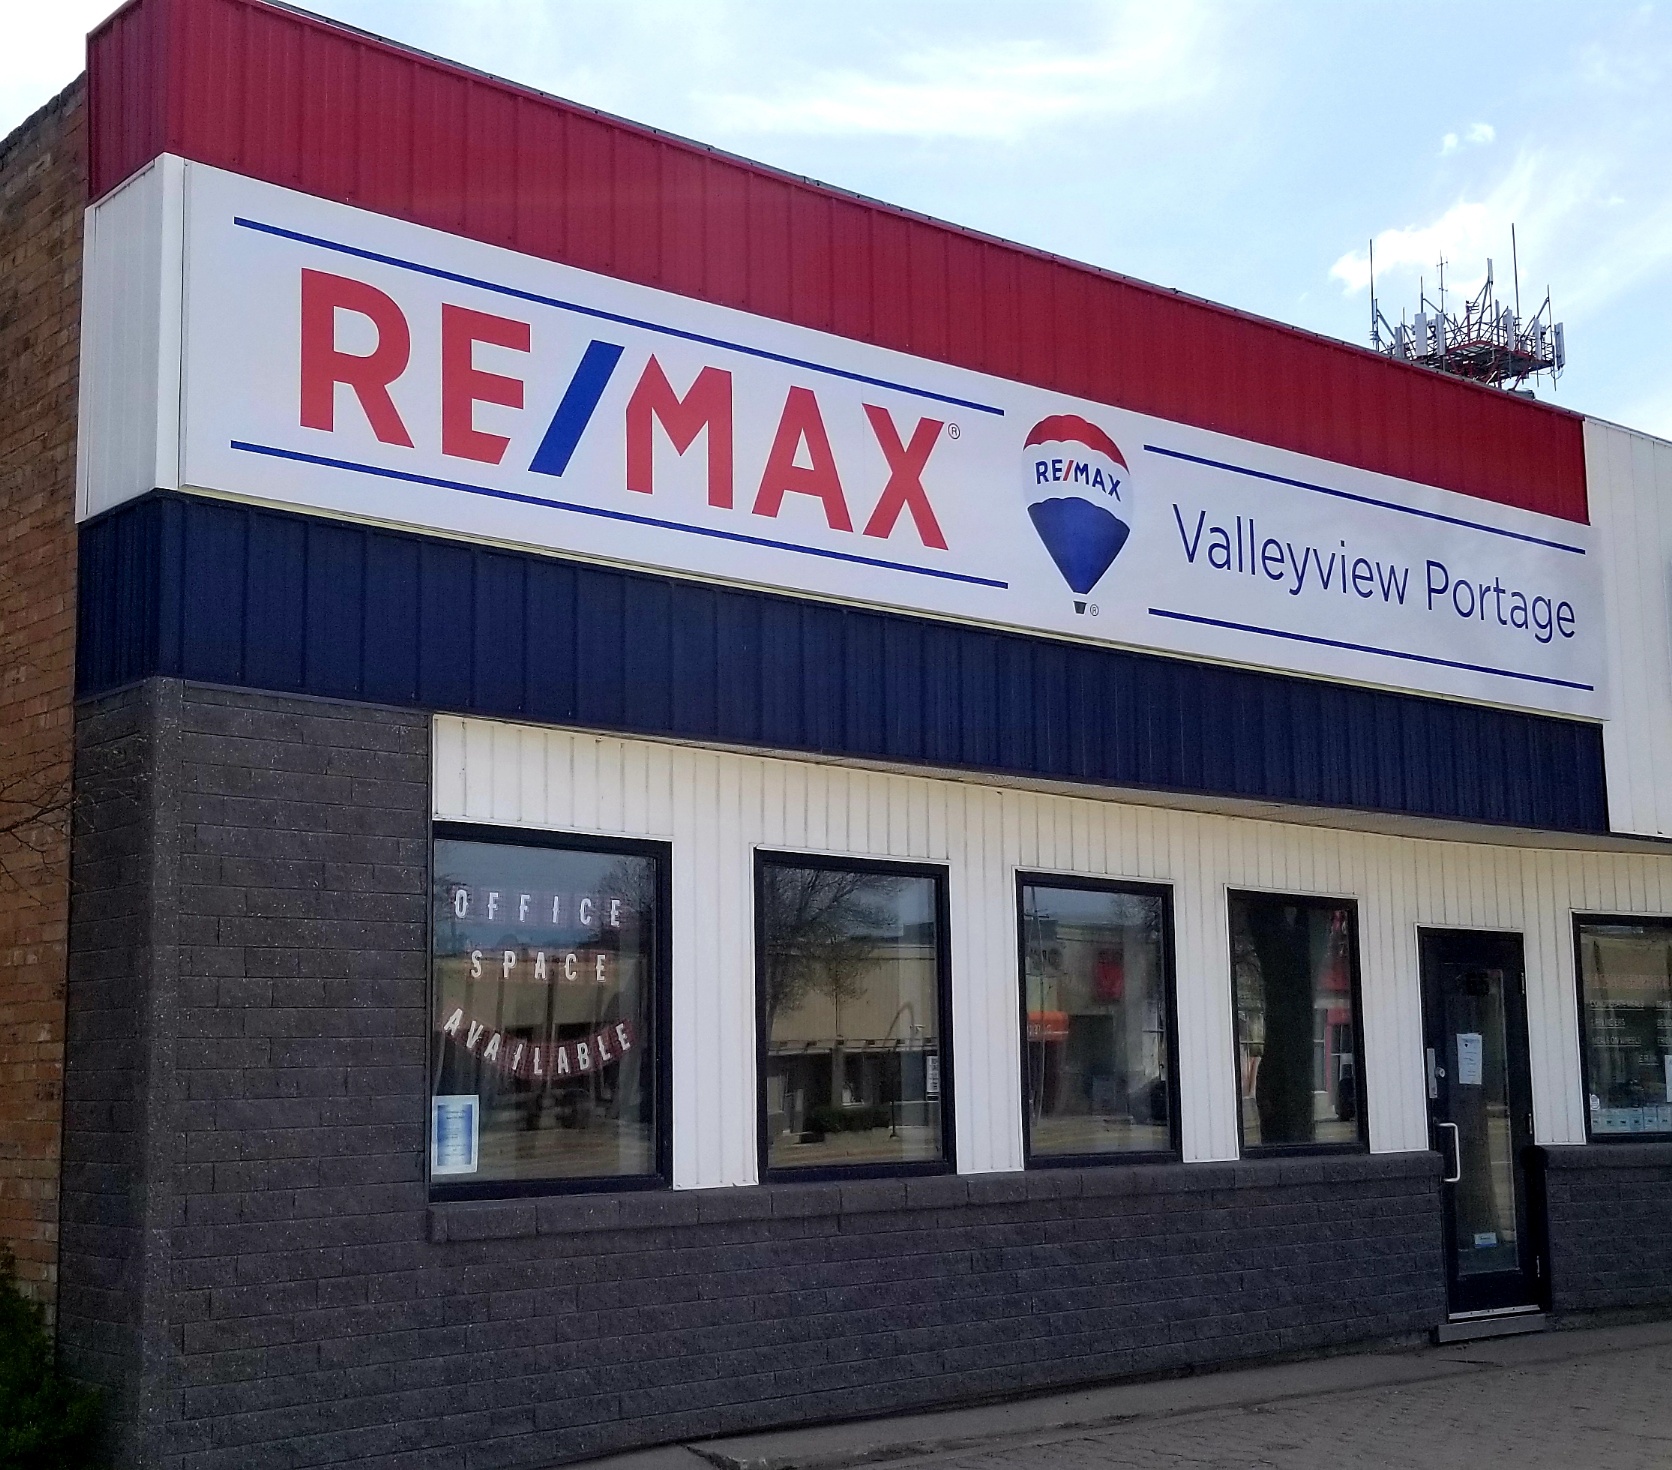 RE/MAX®
RE/MAX
®
Valleyview Portage
OFFICE
SPACE
AVAILABLE